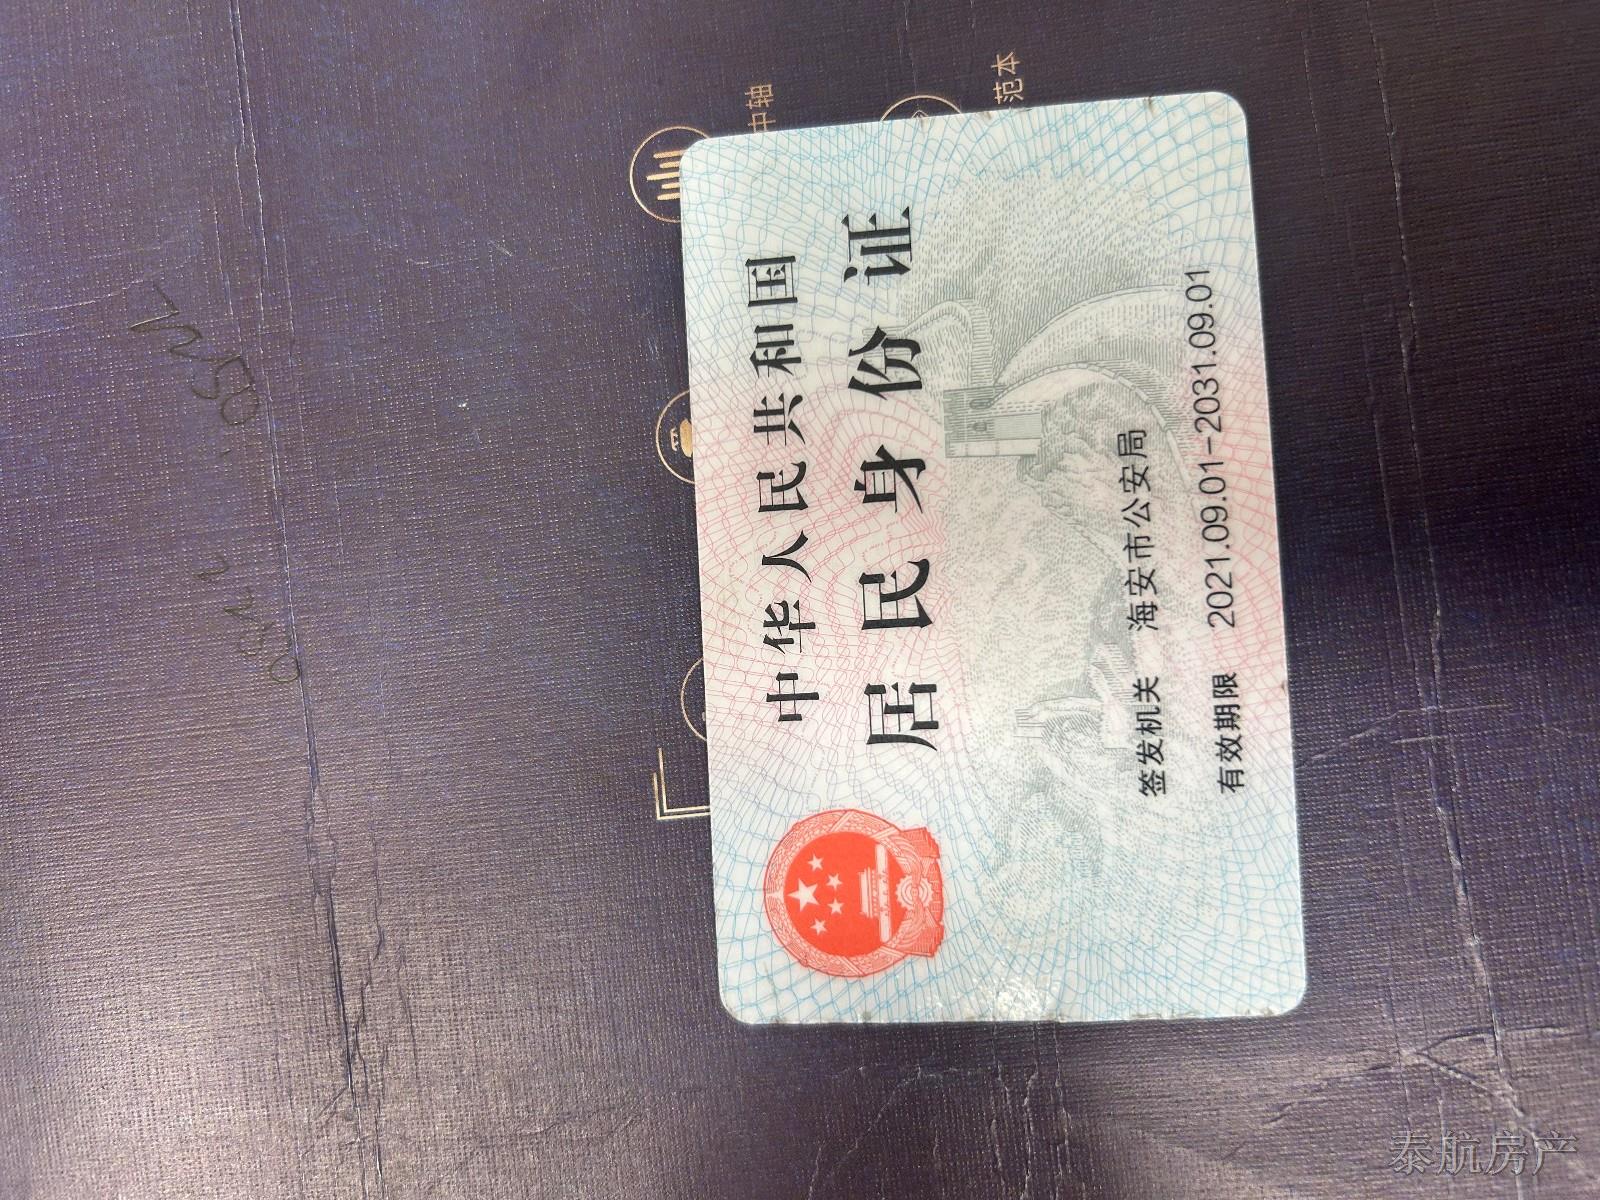 中华人民共和国
居民身份证
签发机关 海安市公安局
有效期限 2021.09.01-2031.09.01
中轴
范本
泰航房产